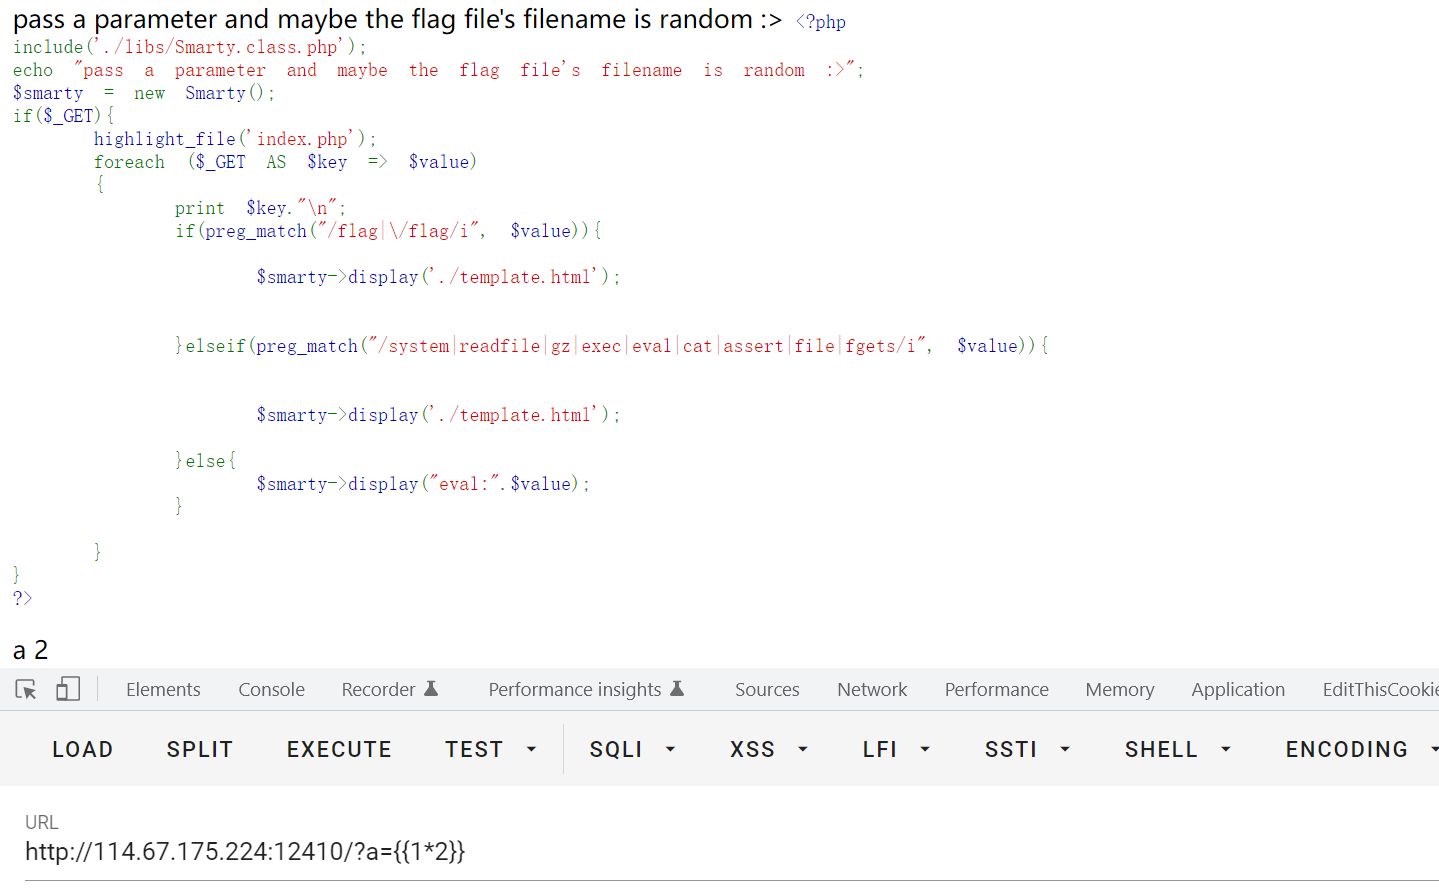 pass a parameter and maybe the flag file's filename is random :> <?php
include('./libs/Smarty.class.php');
echo "pass a parameter and maybe the flag file's filename is random :>";
$smarty = new Smarty();
if($_GET){
highlight_file('index.php');
foreach ($_GET AS $key => $value)
{
print $key."\n";
if(preg_match("/flag|\/flag/i", $value)){
$smarty->display('./template.html');
}elseif(preg_match("/system|readfile|gz|exec|eval|cat|assert|file|fgets/i", $value)){
$smarty->display('./template.html');
}else{
$smarty->display("eval:".$value);
}
}
}
?>
a 2
Elements Console Recorder Performance insights Sources Network Performance Memory Application EditThisCookie
LOAD SPLIT EXECUTE TEST SQLI XSS LFI SSTI SHELL ENCODING
URL
http://114.67.175.224:12410/?a={{1*2}}